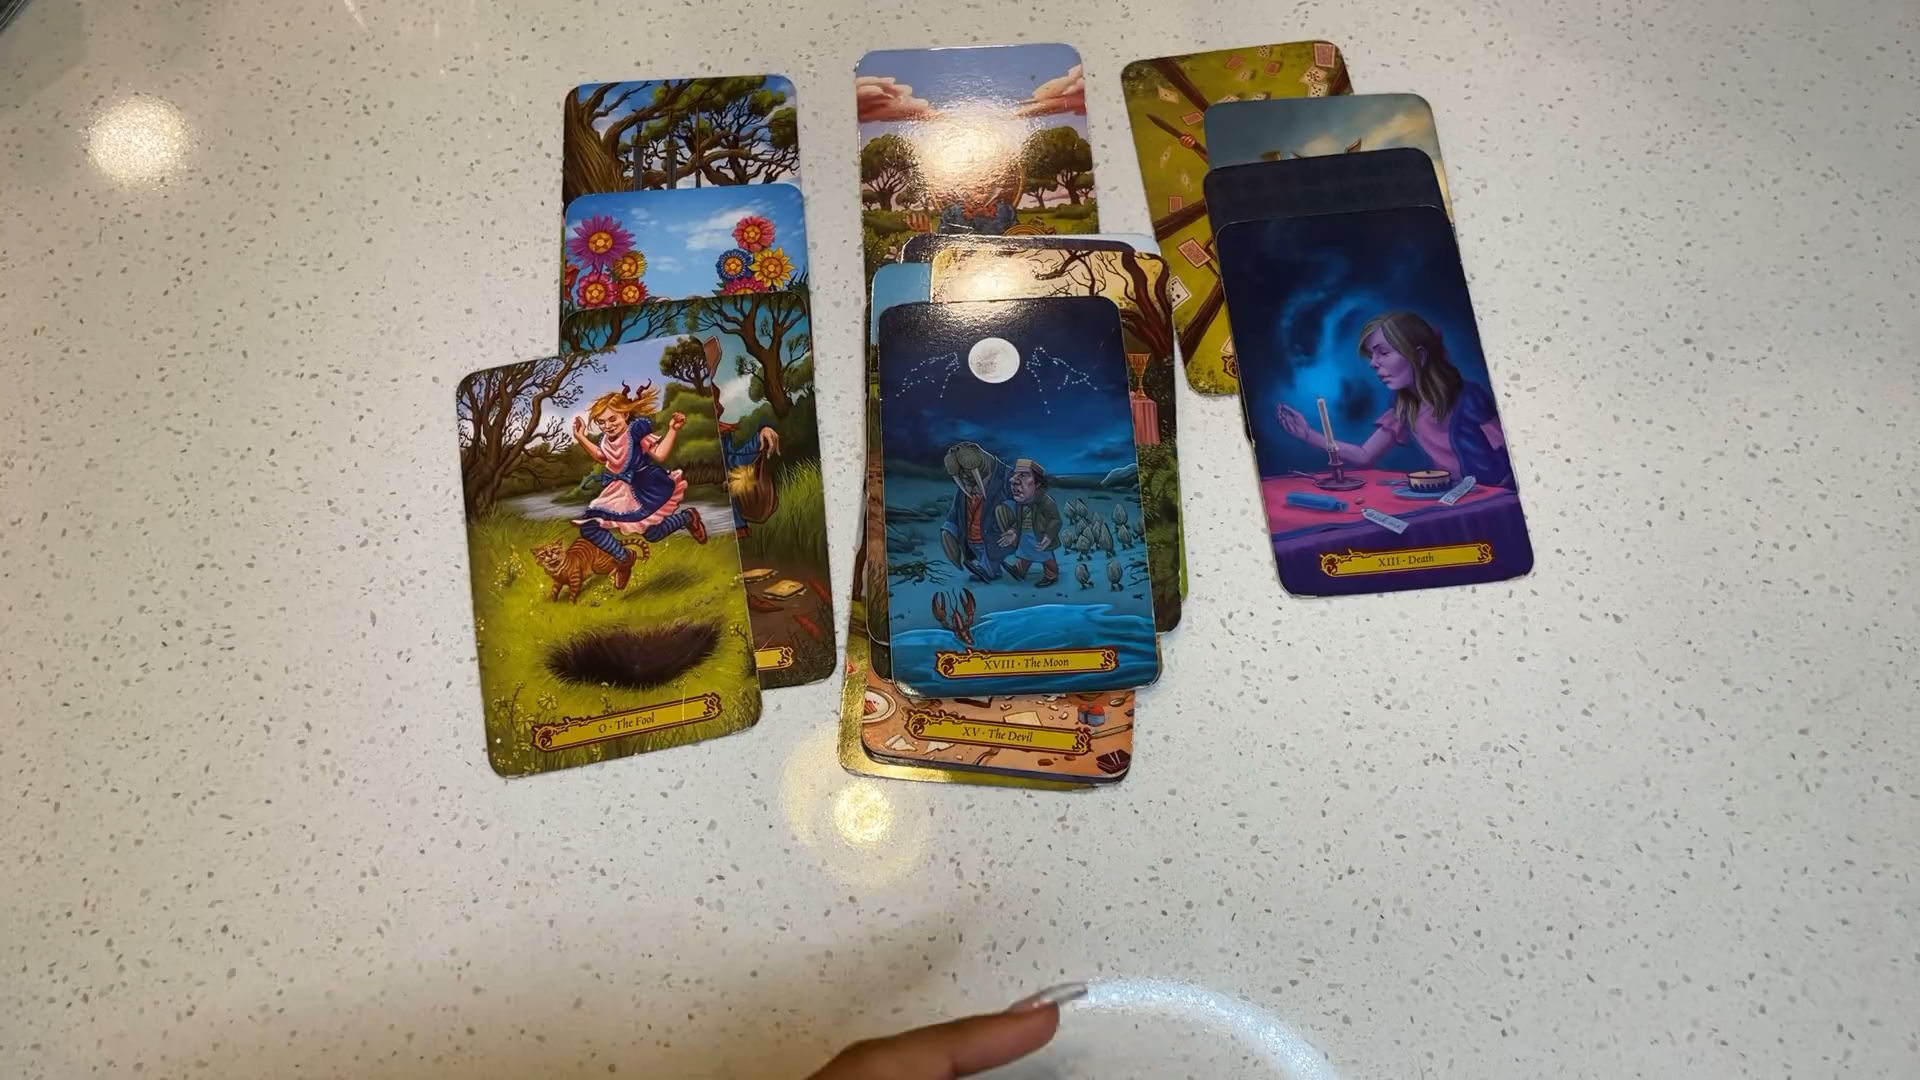 0 • The Fool
XVIII • The Moon
XV • The Devil
XIII • Death